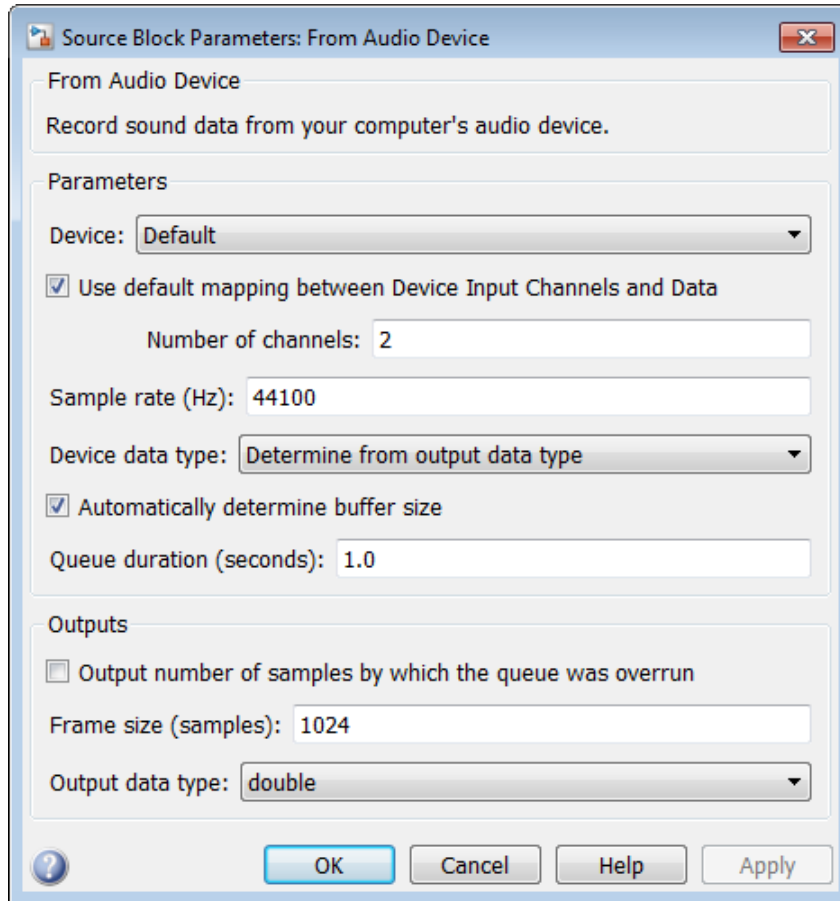 Source Block Parameters: From Audio Device
From Audio Device
Record sound data from your computer's audio device.
Parameters
Device: Default
Use default mapping between Device Input Channels and Data
Number of channels: 2
Sample rate (Hz): 44100
Device data type: Determine from output data type
Automatically determine buffer size
Queue duration (seconds): 1.0
Outputs
Output number of samples by which the queue was overrun
Frame size (samples): 1024
Output data type: double
? OK Cancel Help Apply